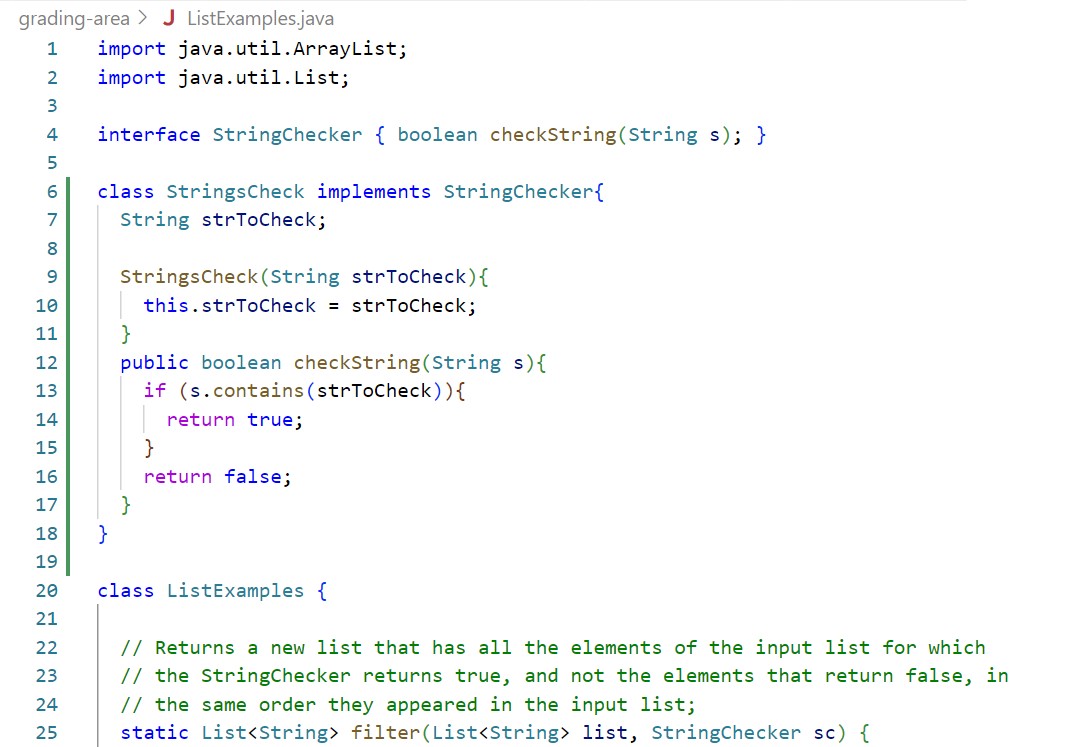 grading-area > J ListExamples.java
1 import java.util.ArrayList;
2 import java.util.List;
3
4 interface StringChecker { boolean checkString(String s); }
5
6 class StringsCheck implements StringChecker{
7 String strToCheck;
8
9 StringsCheck(String strToCheck){
10 this.strToCheck = strToCheck;
11 }
12 public boolean checkString(String s){
13 if (s.contains(strToCheck)){
14 return true;
15 }
16 return false;
17 }
18 }
19
20 class ListExamples {
21
22 // Returns a new list that has all the elements of the input list for which
23 // the StringChecker returns true, and not the elements that return false, in
24 // the same order they appeared in the input list;
25 static List<String> filter(List<String> list, StringChecker sc) {